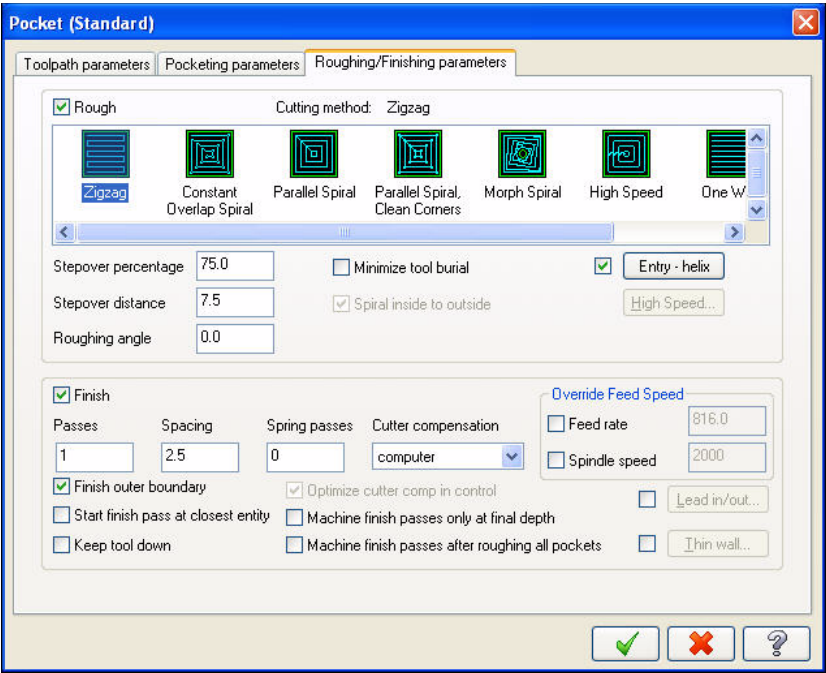 Pocket (Standard)
Toolpath parameters Pocketing parameters Roughing/Finishing parameters
Rough Cutting method: Zigzag
Zigzag Constant Overlap Spiral Parallel Spiral Parallel Spiral, Clean Corners Morph Spiral High Speed One W
Stepover percentage 75.0 Minimize tool burial Entry - helix
Stepover distance 7.5 Spiral inside to outside High Speed...
Roughing angle 0.0
Finish Override Feed Speed
Passes Spacing Spring passes Cutter compensation Feed rate 816.0
1 2.5 0 computer Spindle speed 2000
Finish outer boundary Optimize cutter comp in control Lead in/out...
Start finish pass at closest entity Machine finish passes only at final depth
Keep tool down Machine finish passes after roughing all pockets Thin wall...